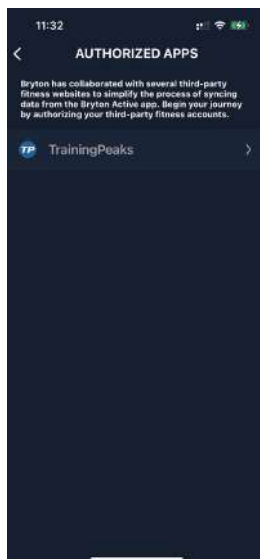 11:32
AUTHORIZED APPS
Bryton has collaborated with several third-party
fitness websites to simplify the process of syncing
data from the Bryton Active app. Begin your journey
by authorizing your third-party fitness accounts.
TP TrainingPeaks